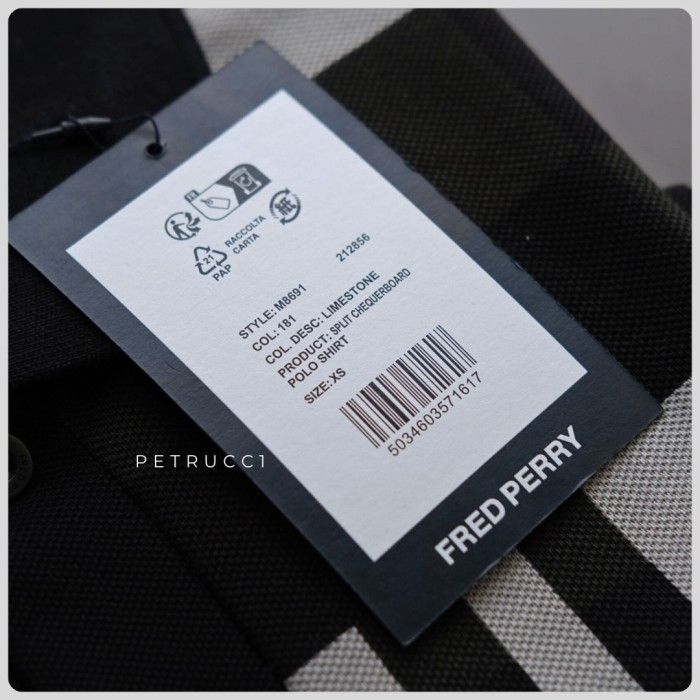 21
PAP
RACCOLTA
CARTA
212856
STYLE: M8691
COL: 181
COL. DESC: LIMESTONE
PRODUCT: SPLIT CHEQUERBOARD
POLO SHIRT
SIZE: XS
5034603571617
FRED PERRY
PETRUCC1